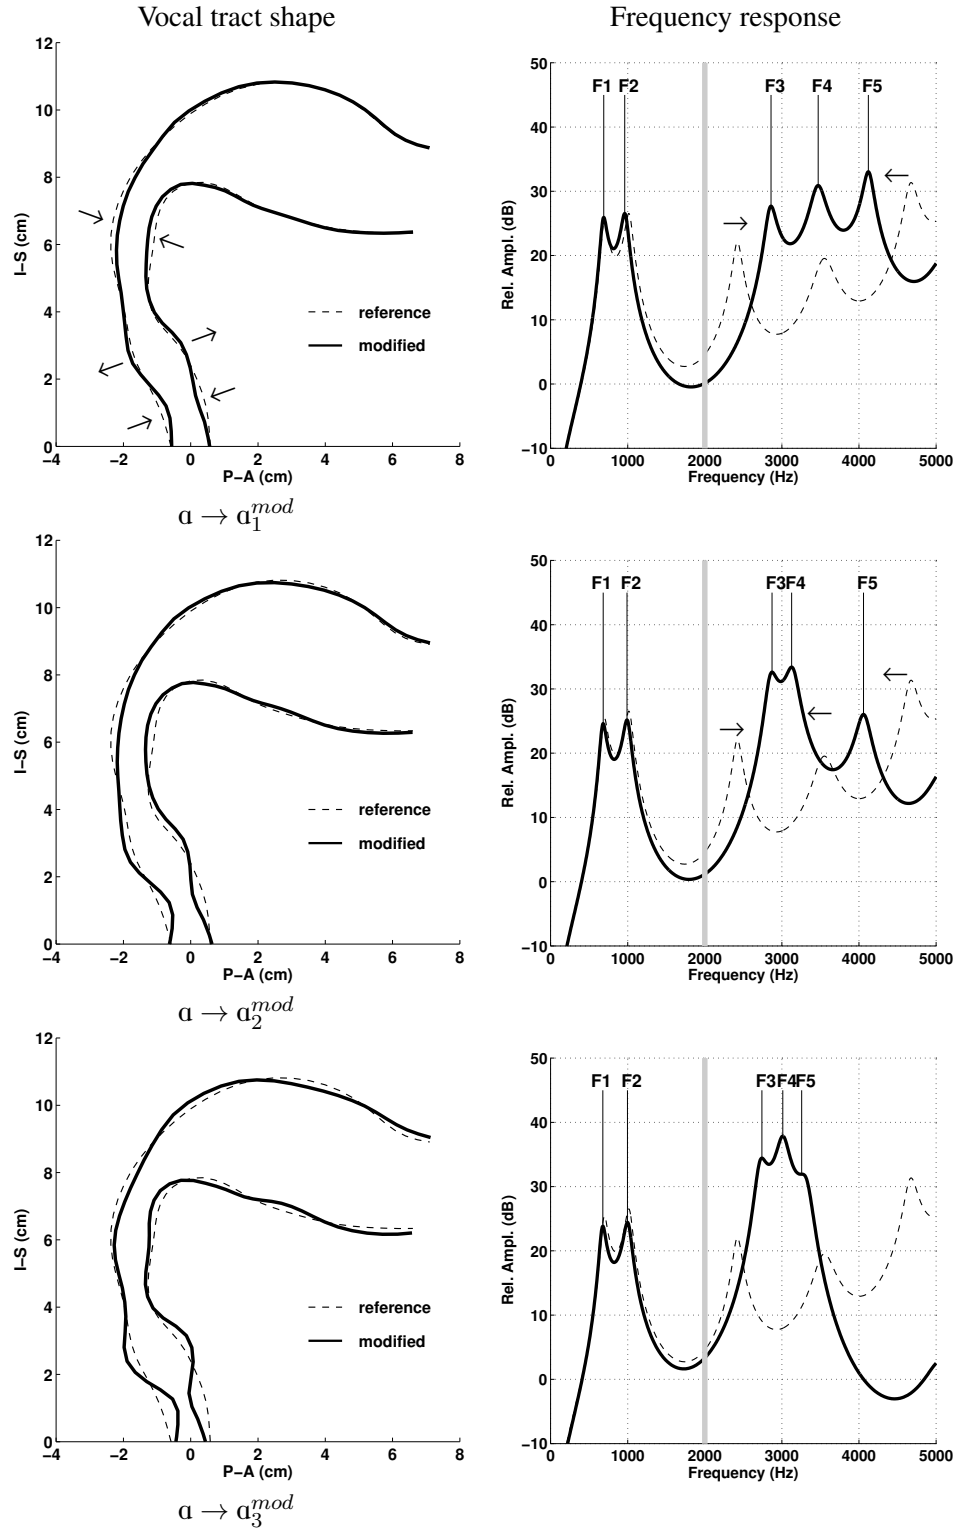 Vocal tract shape
Frequency response
12
10
8
6
4
2
0
I−S (cm)
−4 −2 0 2 4 6 8
P−A (cm)
reference
modified
50
40
30
20
10
0
−10
Rel. Ampl. (dB)
F1 F2 F3 F4 F5
0 1000 2000 3000 4000 5000
Frequency (Hz)
ɑ → ɑ₁ᵐᵒᵈ
12
10
8
6
4
2
0
I−S (cm)
−4 −2 0 2 4 6 8
P−A (cm)
reference
modified
50
40
30
20
10
0
−10
Rel. Ampl. (dB)
F1 F2 F3 F4 F5
0 1000 2000 3000 4000 5000
Frequency (Hz)
ɑ → ɑ₂ᵐᵒᵈ
12
10
8
6
4
2
0
I−S (cm)
−4 −2 0 2 4 6 8
P−A (cm)
reference
modified
50
40
30
20
10
0
−10
Rel. Ampl. (dB)
F1 F2 F3 F4 F5
0 1000 2000 3000 4000 5000
Frequency (Hz)
ɑ → ɑ₃ᵐᵒᵈ